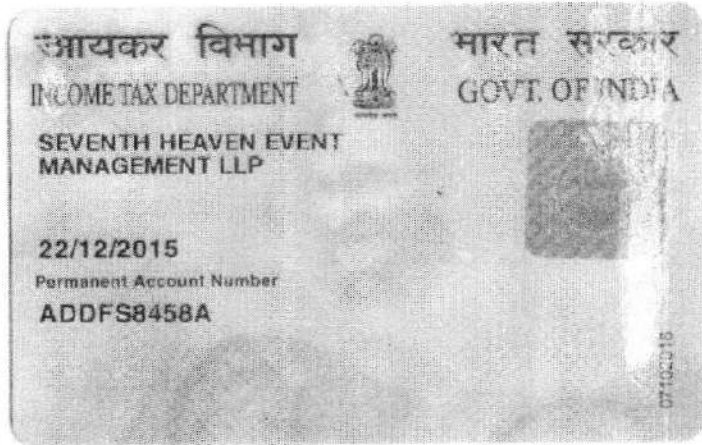 आयकर विभाग
भारत सरकार
INCOME TAX DEPARTMENT
GOVT. OF INDIA
SEVENTH HEAVEN EVENT
MANAGEMENT LLP
22/12/2015
Permanent Account Number
ADDFS8458A
07102016